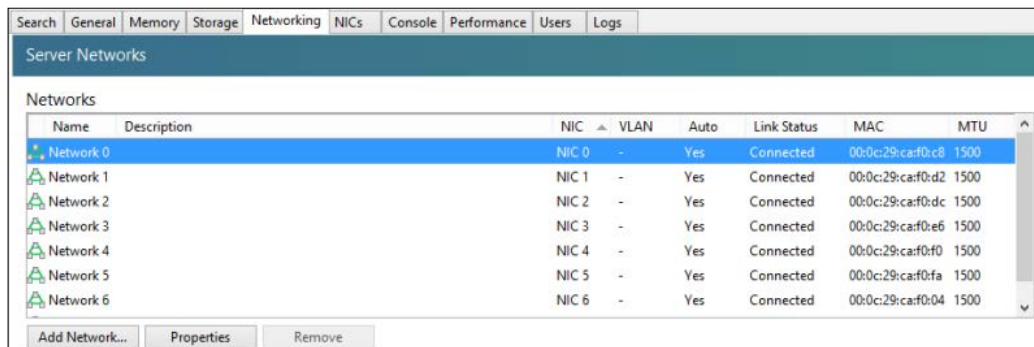 Search General Memory Storage Networking NICs Console Performance Users Logs
Server Networks
Networks
Name Description NIC VLAN Auto Link Status MAC MTU
Network 0 NIC 0 - Yes Connected 00:0c:29:ca:f0:c8 1500
Network 1 NIC 1 - Yes Connected 00:0c:29:ca:f0:d2 1500
Network 2 NIC 2 - Yes Connected 00:0c:29:ca:f0:dc 1500
Network 3 NIC 3 - Yes Connected 00:0c:29:ca:f0:e6 1500
Network 4 NIC 4 - Yes Connected 00:0c:29:ca:f0:f0 1500
Network 5 NIC 5 - Yes Connected 00:0c:29:ca:f0:fa 1500
Network 6 NIC 6 - Yes Connected 00:0c:29:ca:f0:04 1500
Add Network... Properties Remove